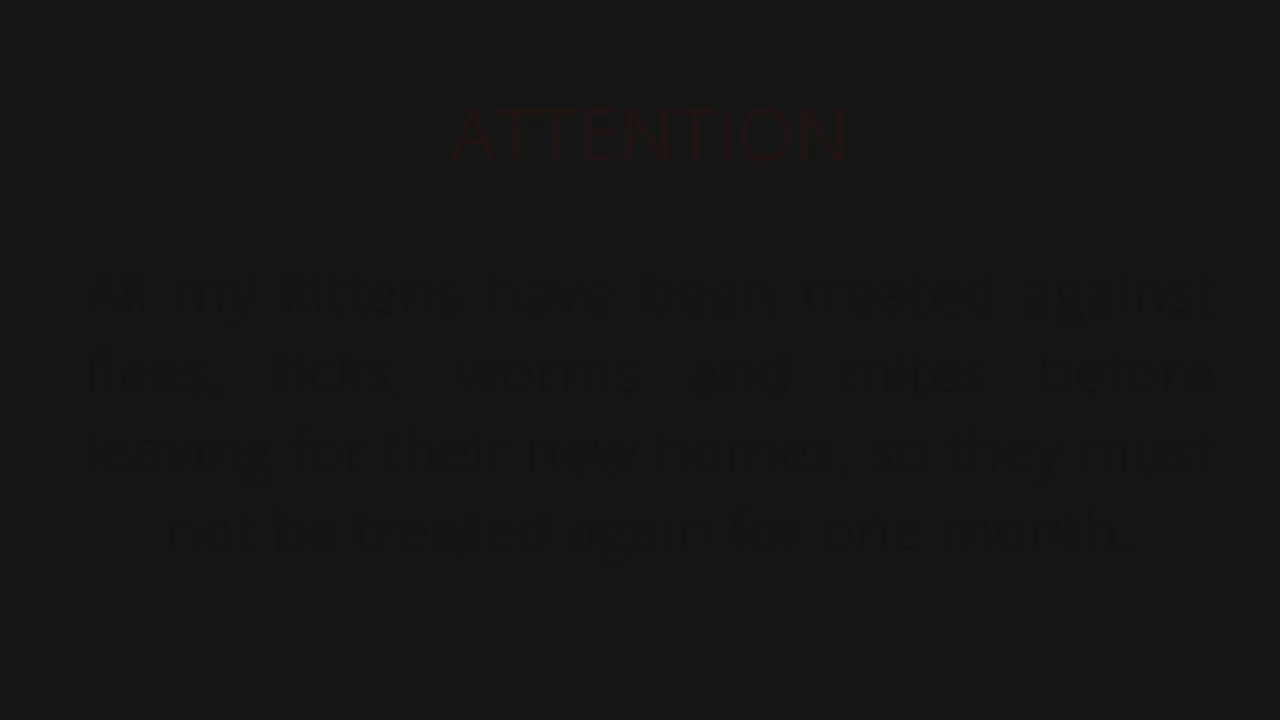 ATTENTION
All my kittens have been treated against
flees, ticks, worms and mites before
leaving for their new homes, so they must
not be treated again for one month.